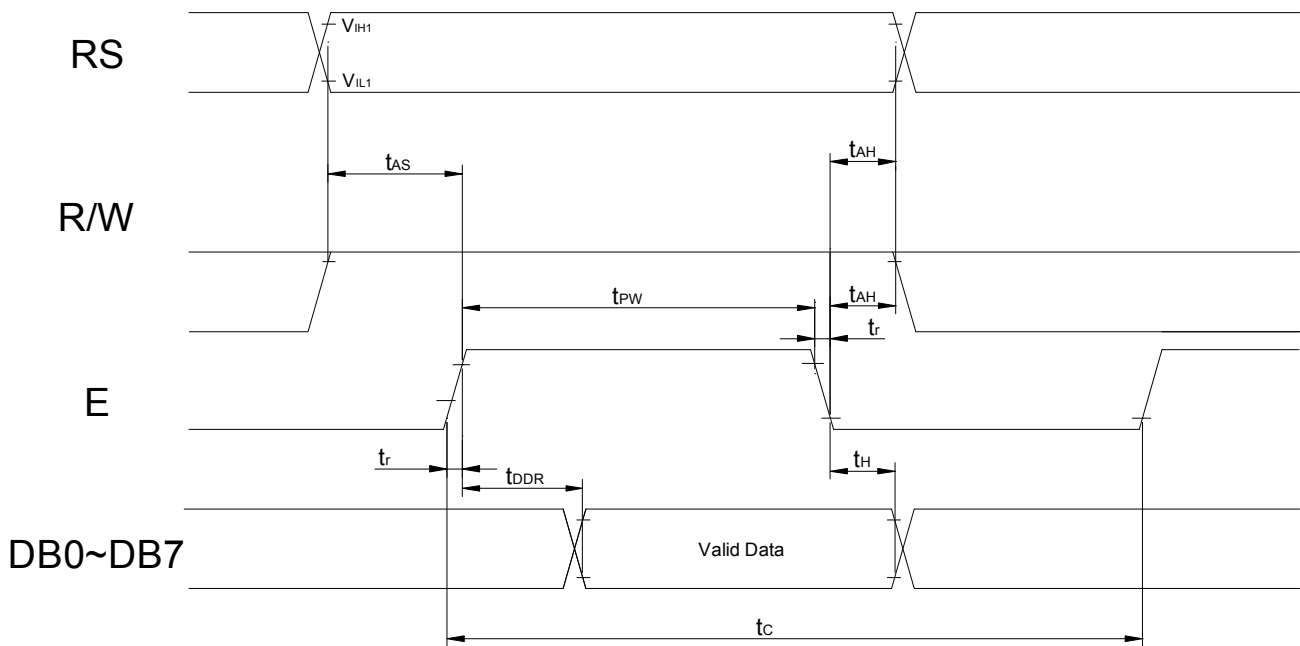 RS
VIH1
VIL1
tAS
tAH
R/W
tPW
tAH
tr
E
tr
tDDR
tH
DB0~DB7
Valid Data
tC